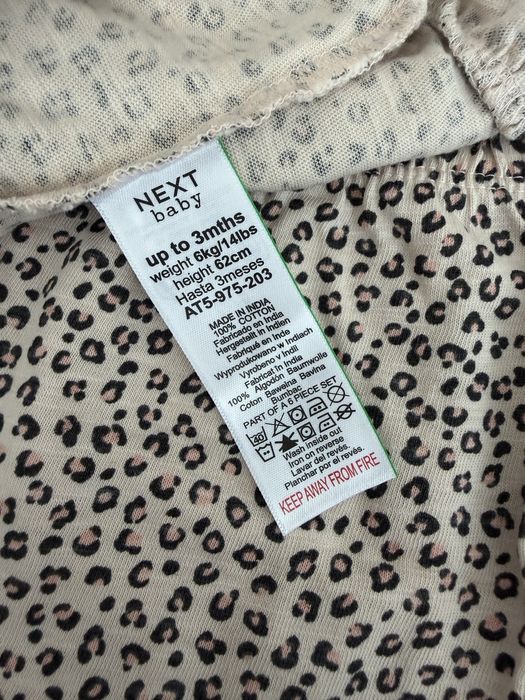 NEXT
baby
up to 3mths
weight 6kg/14lbs
height 62cm
Hasta 3meses
AT5-975-203
MADE IN INDIA
100% COTTON
Fabricado en India
Hergestellt in Indien
Fabriqué en Inde
Wyprodukowano w Indiach
Vyrobeno v Indii
Fabricat în India
100% Algodón Baumwolle
Coton Bawełna Bavlna
Bumbac
PART OF A 6 PIECE SET
40
Wash inside out
Iron on reverse
Lavar del revés.
Planchar por el revés.
KEEP AWAY FROM FIRE